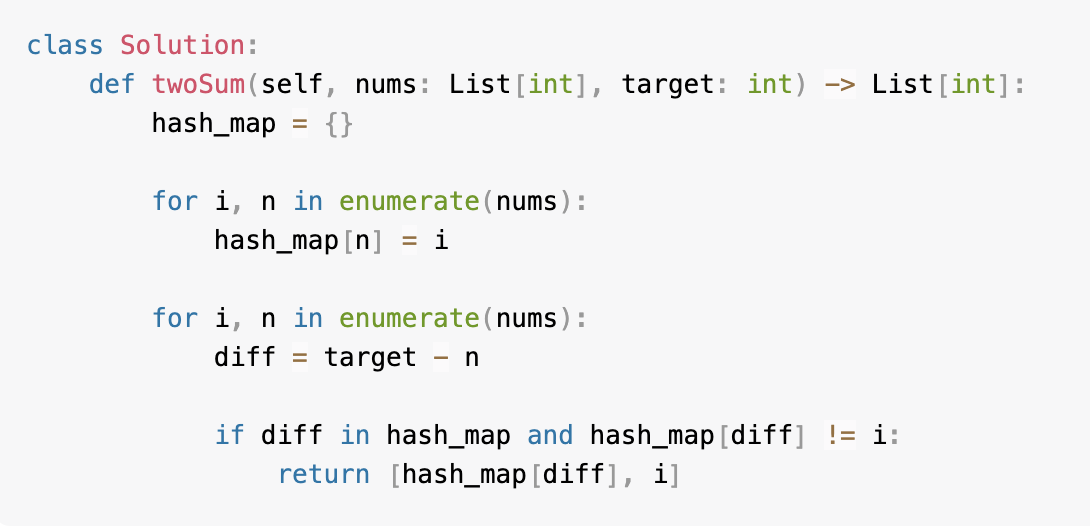 class Solution:
    def twoSum(self, nums: List[int], target: int) -> List[int]:
        hash_map = {}
        for i, n in enumerate(nums):
            hash_map[n] = i
        for i, n in enumerate(nums):
            diff = target - n
            if diff in hash_map and hash_map[diff] != i:
                return [hash_map[diff], i]